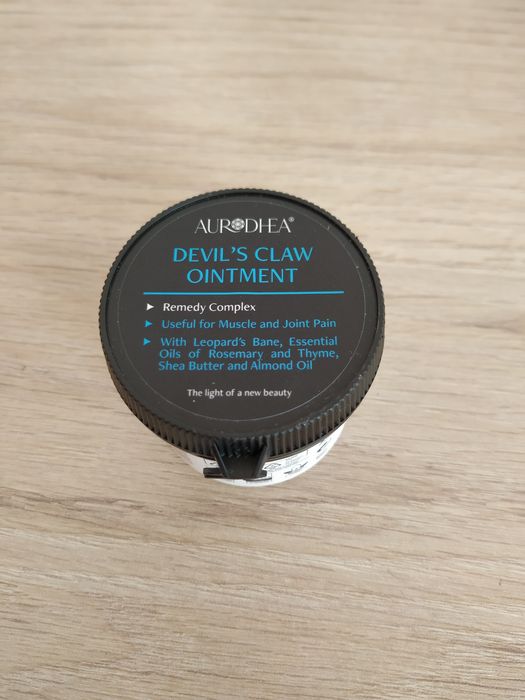 AURODHEA®
DEVIL'S CLAW
OINTMENT
Remedy Complex
Useful for Muscle and Joint Pain
With Leopard's Bane, Essential
Oils of Rosemary and Thyme,
Shea Butter and Almond Oil
The light of a new beauty